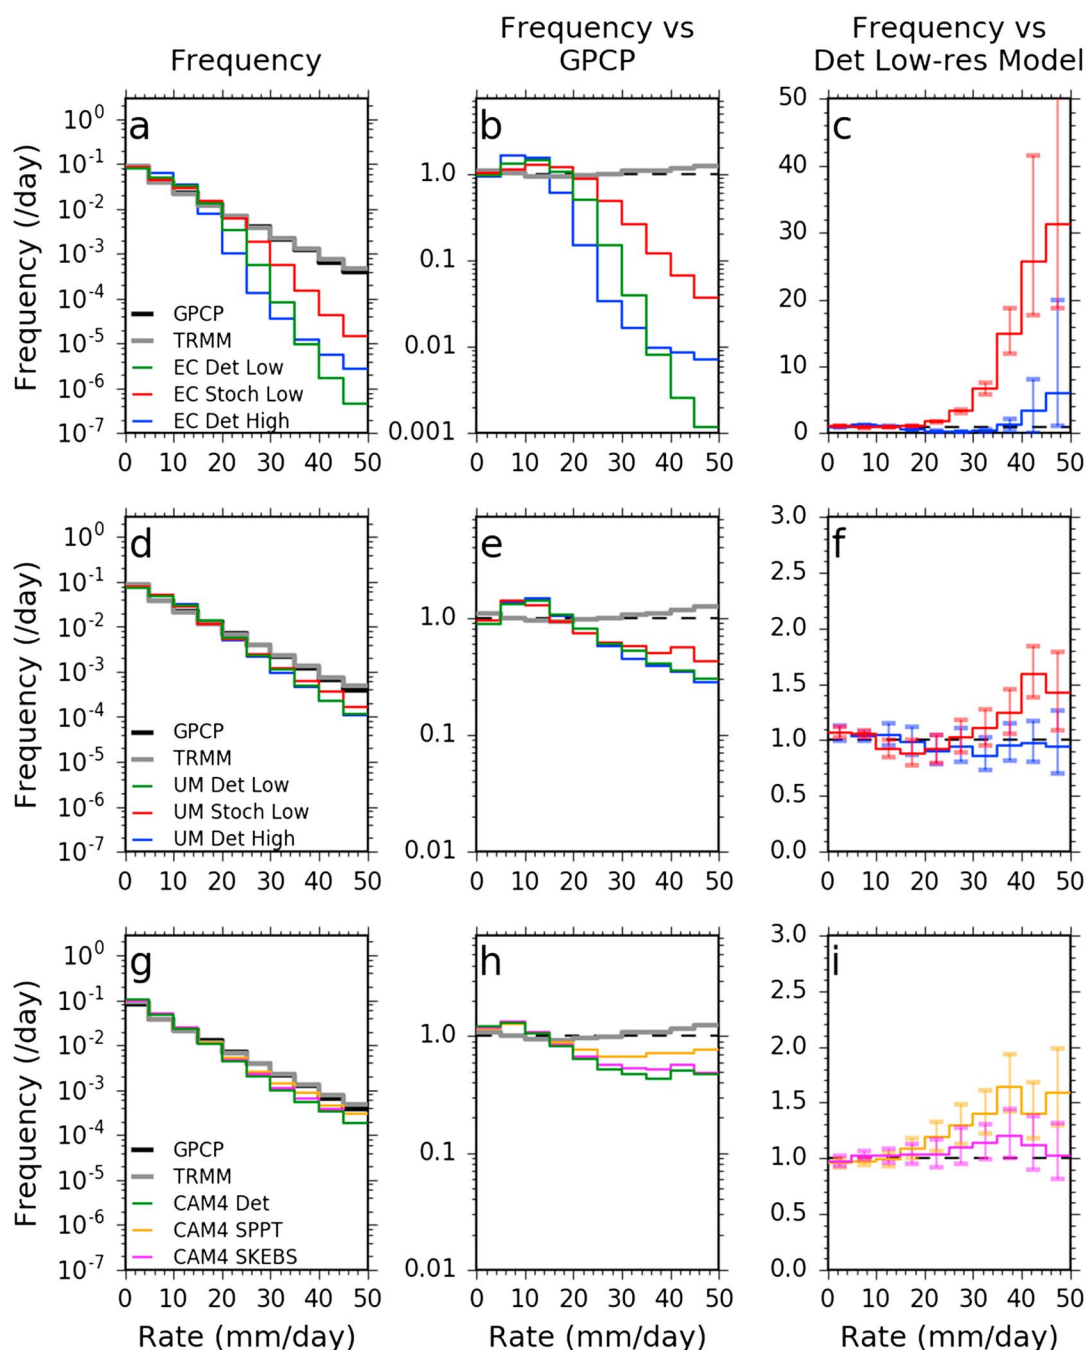 Frequency
Frequency vs
GPCP
Frequency vs
Det Low-res Model
Frequency (/day)
a
10^0
10^-1
10^-2
10^-3
10^-4
10^-5
10^-6
10^-7
GPCP
TRMM
EC Det Low
EC Stoch Low
EC Det High
0 10 20 30 40 50
b
1.0
0.1
0.01
0.001
0 10 20 30 40 50
c
50
40
30
20
10
0
0 10 20 30 40 50
Frequency (/day)
d
10^0
10^-1
10^-2
10^-3
10^-4
10^-5
10^-6
10^-7
GPCP
TRMM
UM Det Low
UM Stoch Low
UM Det High
0 10 20 30 40 50
e
1.0
0.1
0.01
0 10 20 30 40 50
f
3.0
2.5
2.0
1.5
1.0
0.5
0.0
0 10 20 30 40 50
Frequency (/day)
g
10^0
10^-1
10^-2
10^-3
10^-4
10^-5
10^-6
10^-7
GPCP
TRMM
CAM4 Det
CAM4 SPPT
CAM4 SKEBS
0 10 20 30 40 50
Rate (mm/day)
h
1.0
0.1
0.01
0 10 20 30 40 50
Rate (mm/day)
i
3.0
2.5
2.0
1.5
1.0
0.5
0.0
0 10 20 30 40 50
Rate (mm/day)